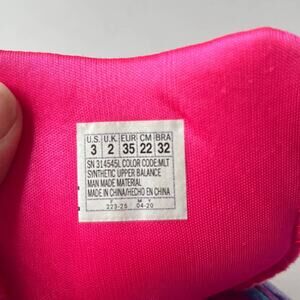 U.S. U.K. EUR CM BRA
3 2 35 22 32
SN 314545L COLOR CODE:MLT
SYNTHETIC UPPER BALANCE
MAN MADE MATERIAL
MADE IN CHINA/HECHO EN CHINA
F M Y
223-25 04-20